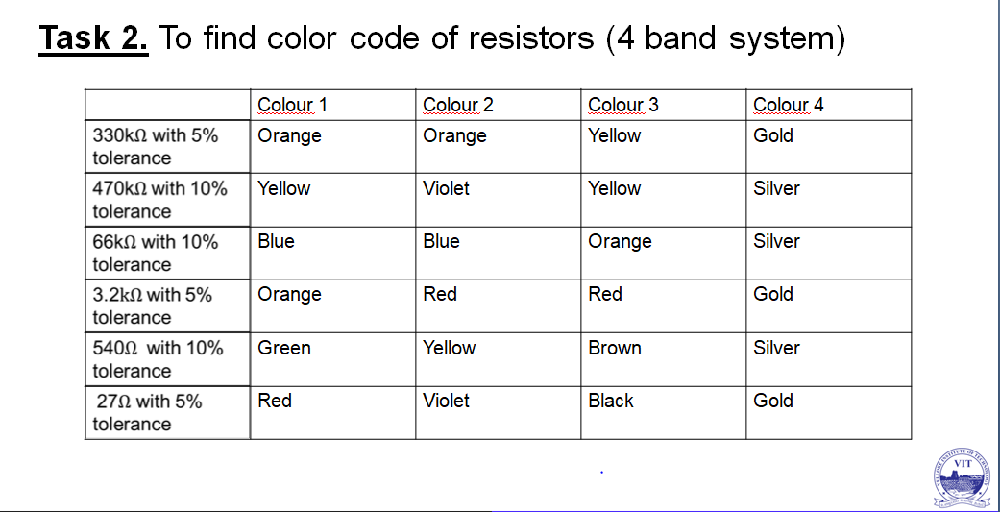 Task 2. To find color code of resistors (4 band system)
Colour 1 Colour 2 Colour 3 Colour 4
330kΩ with 5% Orange Orange Yellow Gold
tolerance
470kΩ with 10% Yellow Violet Yellow Silver
tolerance
66kΩ with 10% Blue Blue Orange Silver
tolerance
3.2kΩ with 5% Orange Red Red Gold
tolerance
540Ω with 10% Green Yellow Brown Silver
tolerance
27Ω with 5% Red Violet Black Gold
tolerance
VIT